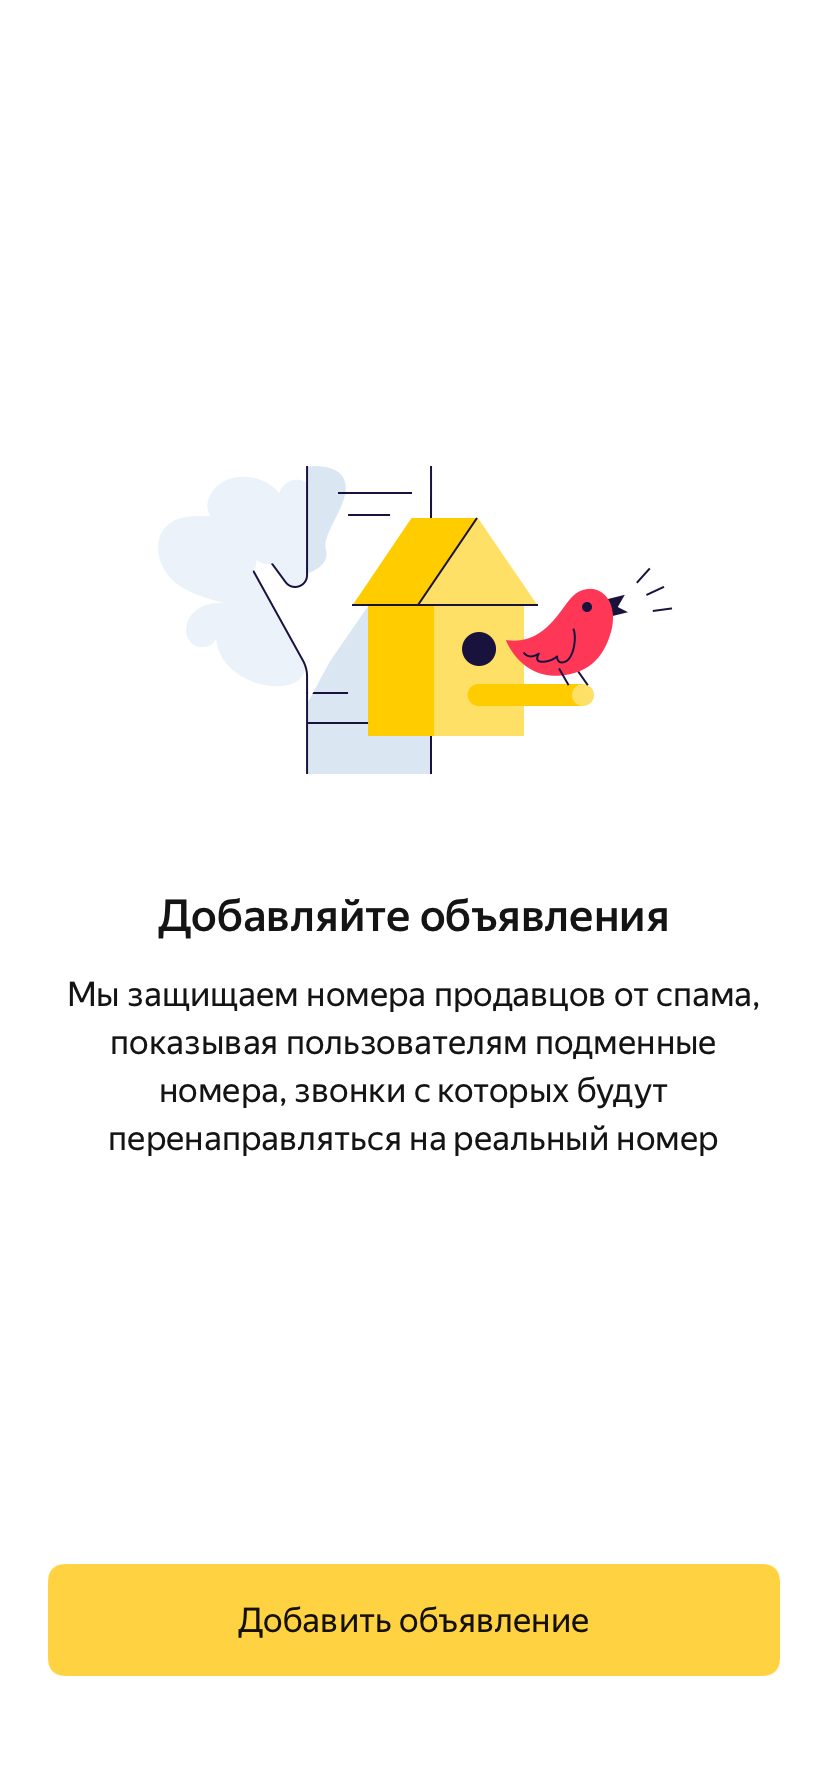 Добавляйте объявления
Мы защищаем номера продавцов от спама,
показывая пользователям подменные
номера, звонки с которых будут
перенаправляться на реальный номер
Добавить объявление